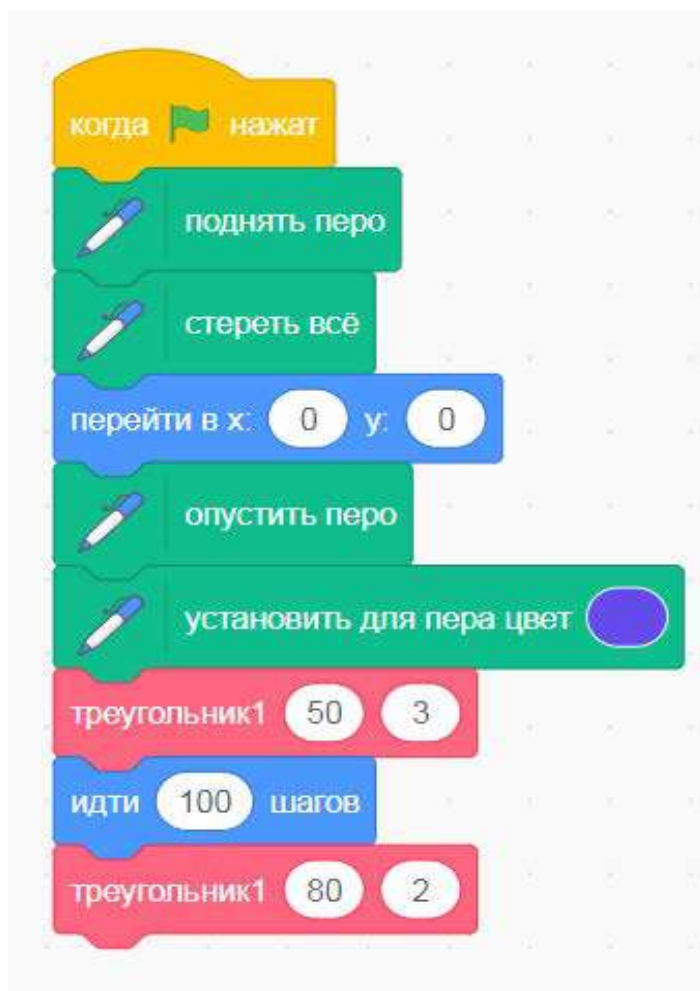 когда нажат
поднять перо
стереть всё
перейти в x: 0 y: 0
опустить перо
установить для пера цвет
треугольник1 50 3
идти 100 шагов
треугольник1 80 2